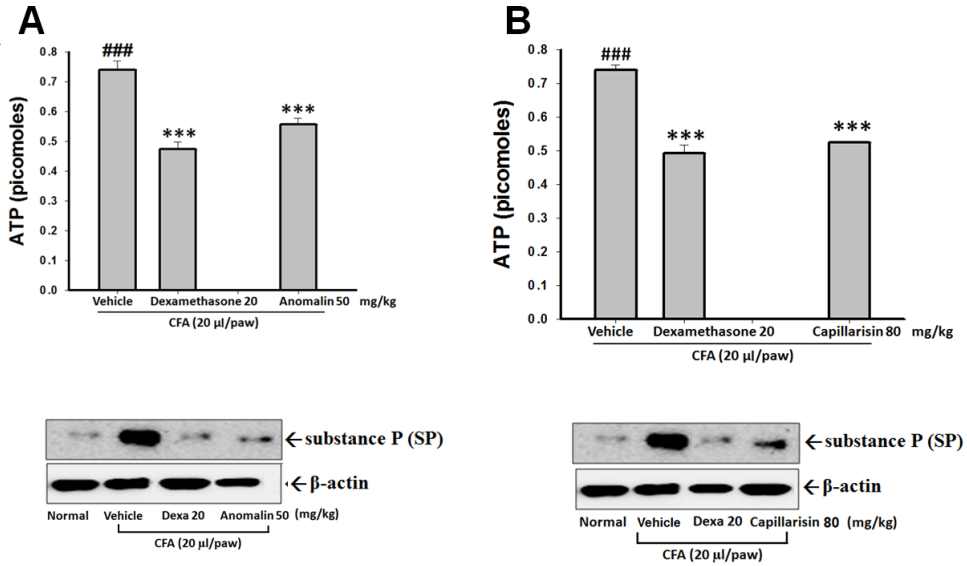 A
ATP (picomoles)
0.8
0.7
0.6
0.5
0.4
0.3
0.2
0.1
0.0
###
***
***
Vehicle Dexamethasone 20 Anomalin 50 mg/kg
CFA (20 µl/paw)
←substance P (SP)
←β-actin
Normal Vehicle Dexa 20 Anomalin 50 (mg/kg)
CFA (20 µl/paw)
B
ATP (picomoles)
0.8
0.7
0.6
0.5
0.4
0.3
0.2
0.1
0.0
###
***
***
Vehicle Dexamethasone 20 Capillarisin 80 mg/kg
CFA (20 µl/paw)
←substance P (SP)
←β-actin
Normal Vehicle Dexa 20 Capillarisin 80 (mg/kg)
CFA (20 µl/paw)